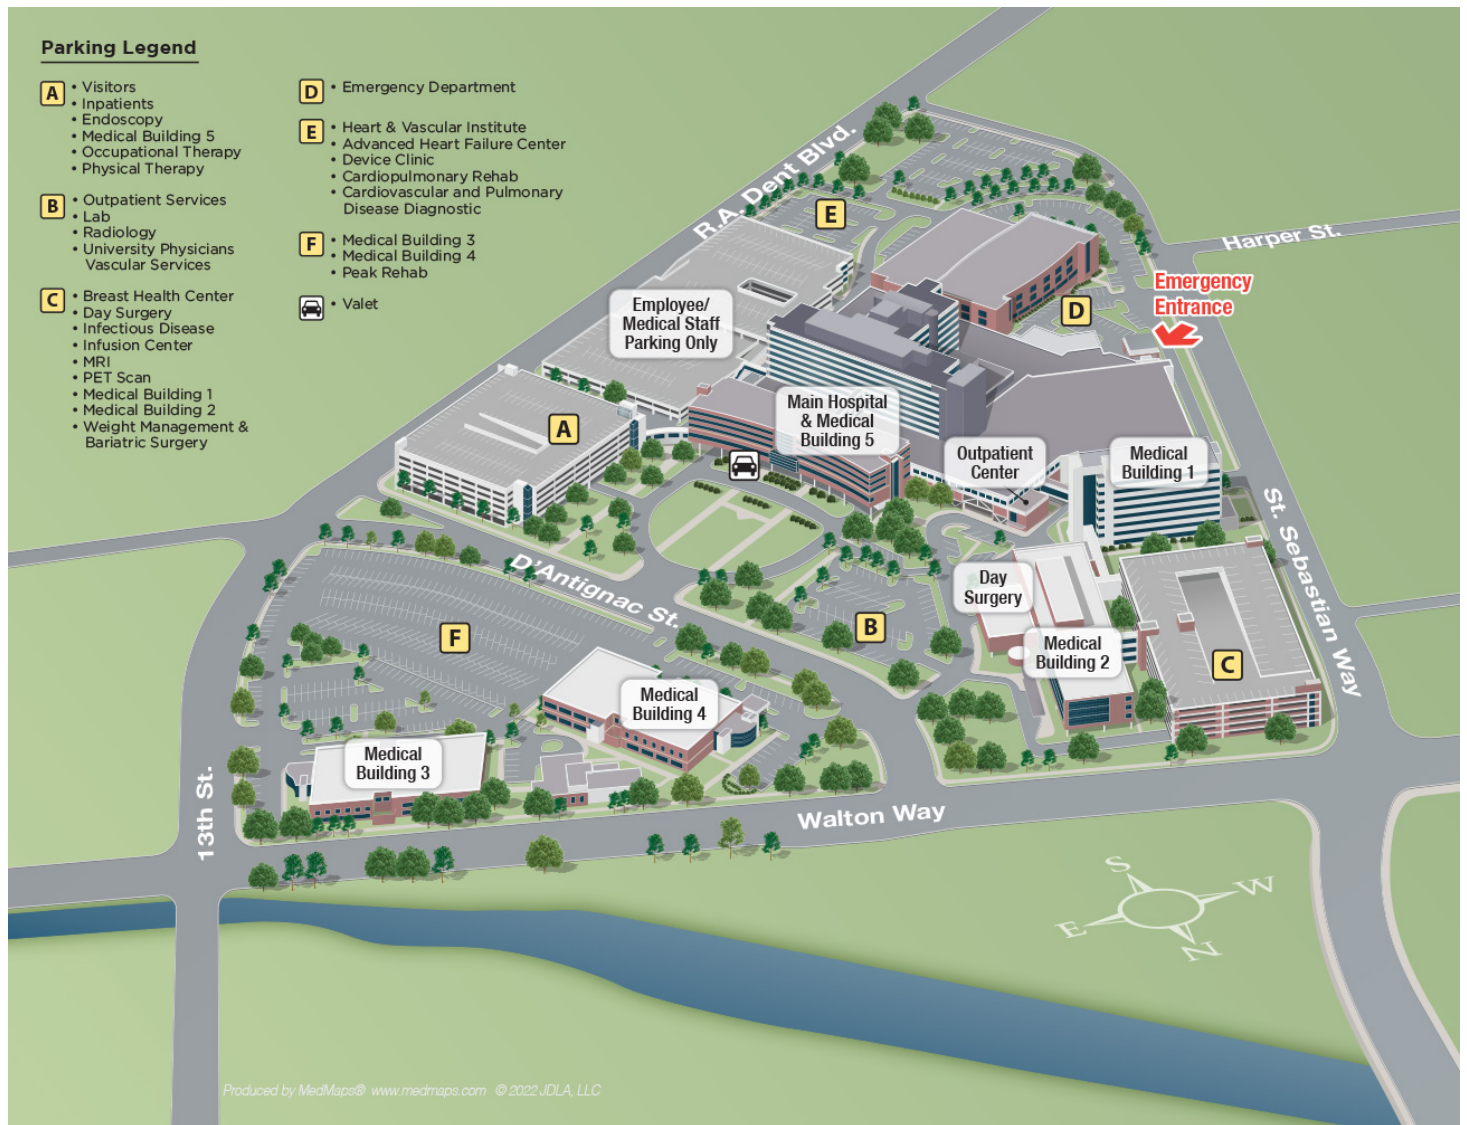 Parking Legend
A
• Visitors
• Inpatients
• Endoscopy
• Medical Building 5
• Occupational Therapy
• Physical Therapy
B
• Outpatient Services
• Lab
• Radiology
• University Physicians
Vascular Services
C
• Breast Health Center
• Day Surgery
• Infectious Disease
• Infusion Center
• MRI
• PET Scan
• Medical Building 1
• Medical Building 2
• Weight Management &
Bariatric Surgery
D
• Emergency Department
E
• Heart & Vascular Institute
• Advanced Heart Failure Center
• Device Clinic
• Cardiopulmonary Rehab
• Cardiovascular and Pulmonary
Disease Diagnostic
F
• Medical Building 3
• Medical Building 4
• Peak Rehab
• Valet
R.A. Dent Blvd.
E
Harper St.
Emergency
Entrance
D
Employee/
Medical Staff
Parking Only
A
Main Hospital
& Medical
Building 5
Outpatient
Center
Medical
Building 1
St. Sebastian Way
D'Antignac St.
Day
Surgery
B
F
Medical
Building 2
C
Medical
Building 4
Medical
Building 3
13th St.
Walton Way
S
W
E
N
Produced by MedMaps® www.medmaps.com © 2022 JDLA, LLC